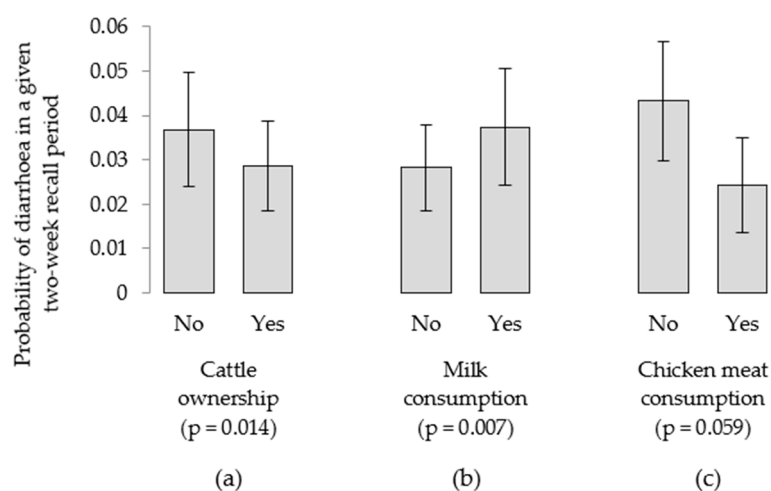 Probability of diarrhoea in a given
two-week recall period
0.06
0.05
0.04
0.03
0.02
0.01
0
No Yes No Yes No Yes
Cattle Milk Chicken meat
ownership consumption consumption
(p = 0.014) (p = 0.007) (p = 0.059)
(a) (b) (c)